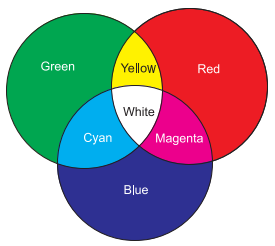 Green
Yellow
Red
White
Cyan
Magenta
Blue